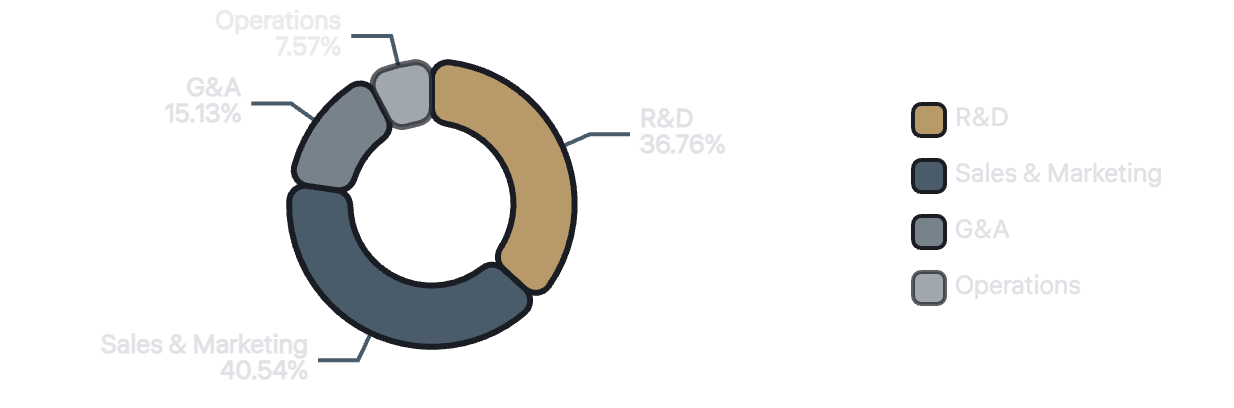 Operations
7.57%
G&A
15.13%
R&D
36.76%
Sales & Marketing
40.54%
R&D
Sales & Marketing
G&A
Operations